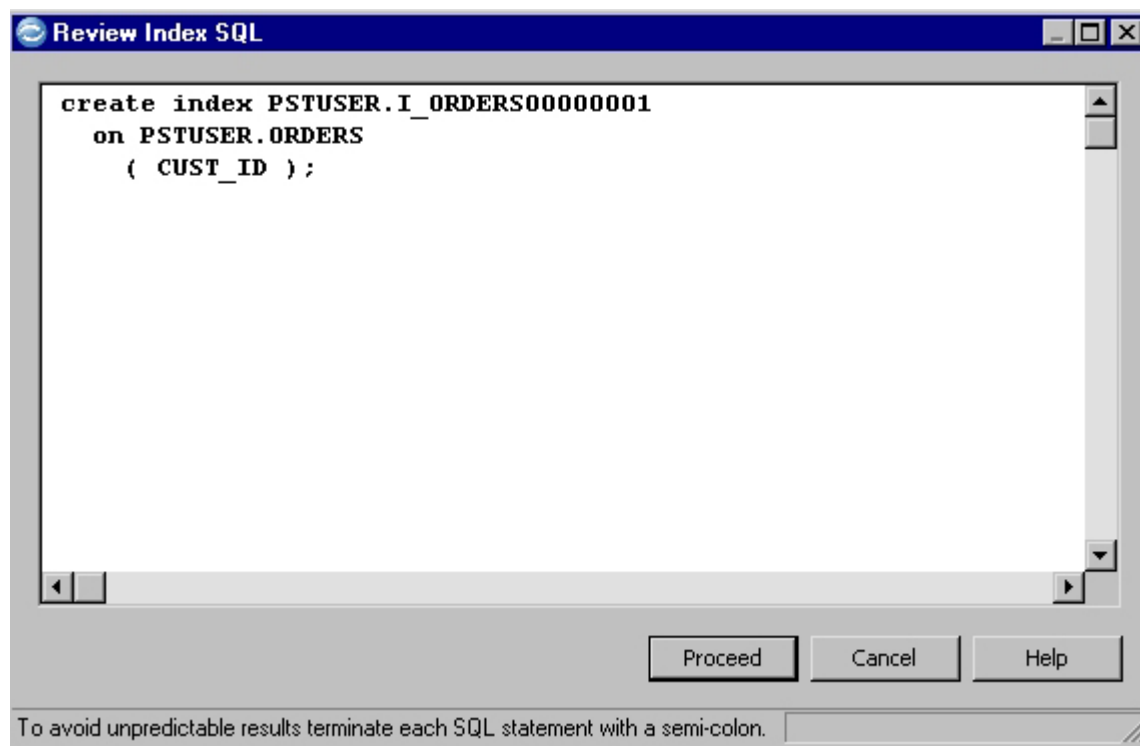 Review Index SQL
create index PSTUSER.I_ORDERS00000001
on PSTUSER.ORDERS
( CUST_ID );
Proceed Cancel Help
To avoid unpredictable results terminate each SQL statement with a semi-colon.